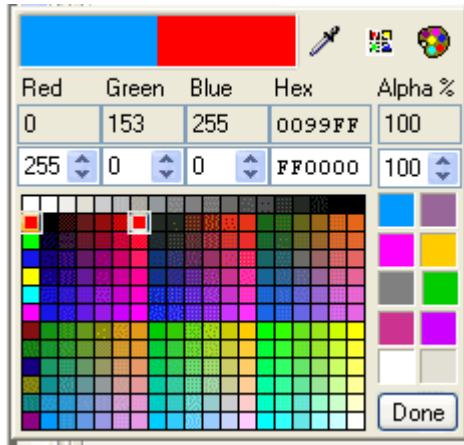 Red Green Blue Hex Alpha %
0 153 255 0099FF 100
255 0 0 FF0000 100
Done